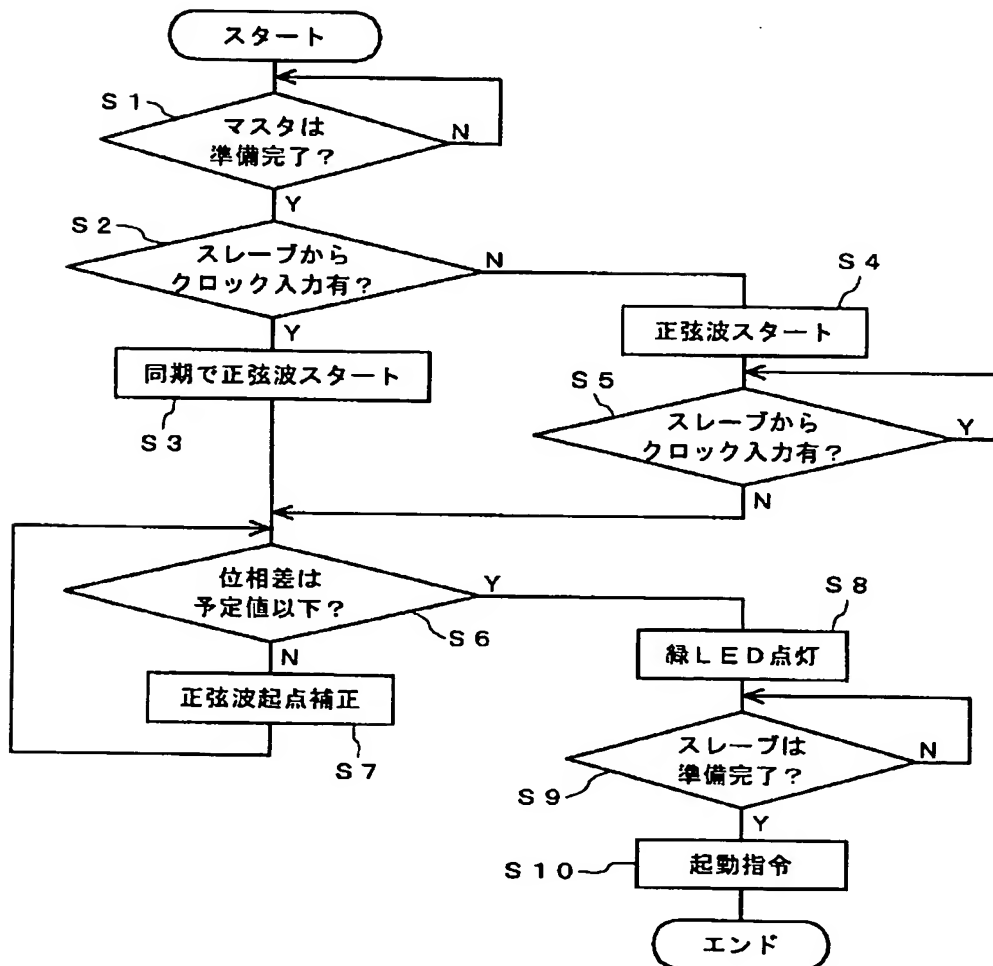 スタート
S1
マスタは
準備完了?
N
Y
S2
スレーブから
クロック入力有?
N
Y
S4
正弦波スタート
同期で正弦波スタート
S3
S5
スレーブから
クロック入力有?
Y
N
位相差は
予定値以下?
Y
S6
N
S8
緑LED点灯
正弦波起点補正
S7
スレーブは
準備完了?
N
S9
Y
S10
起動指令
エンド